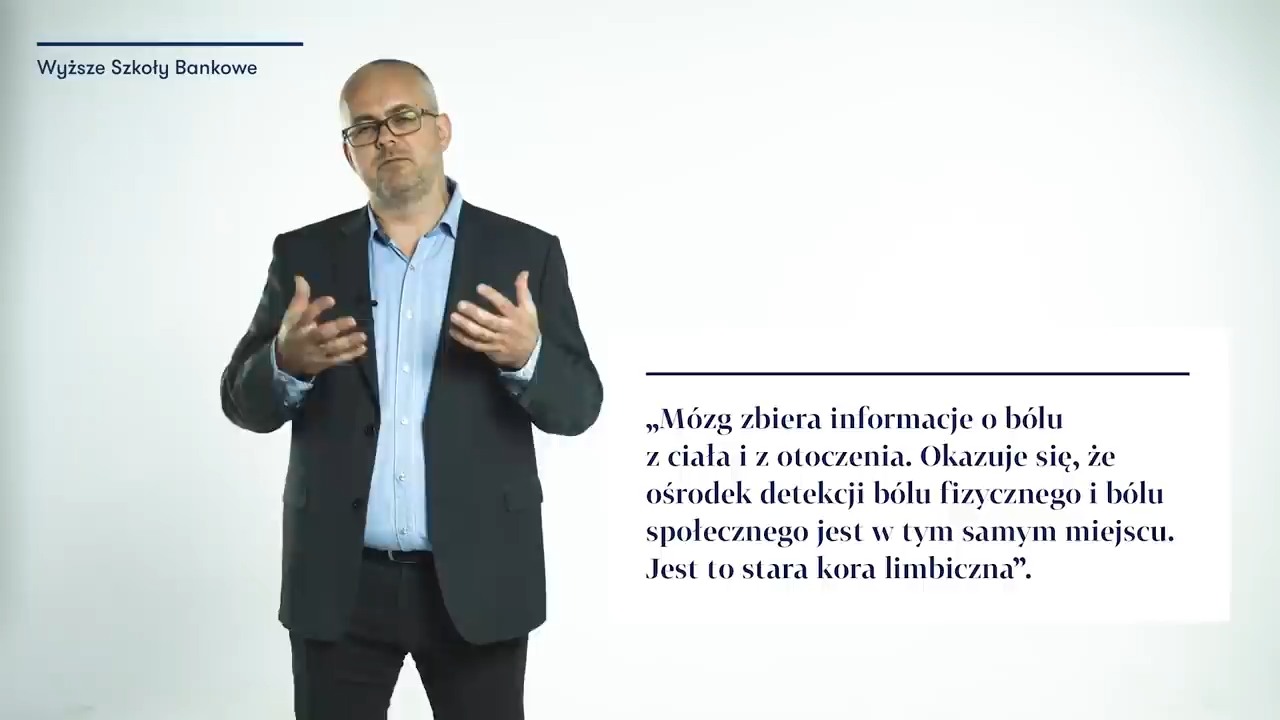 Wyższe Szkoły Bankowe
„Mózg zbiera informacje o bólu
z ciała i z otoczenia. Okazuje się, że
ośrodek detekcji bólu fizycznego i bólu
społecznego jest w tym samym miejscu.
Jest to stara kora limbiczna”.